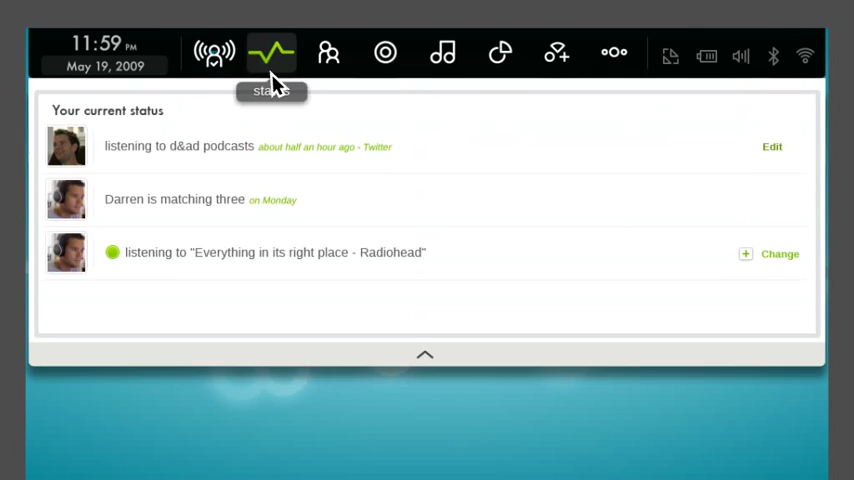 11:59 PM
May 19, 2009
Your current status
listening to d&ad podcasts about half an hour ago - Twitter
Edit
Darren is matching three on Monday
listening to "Everything in its right place - Radiohead"
Change